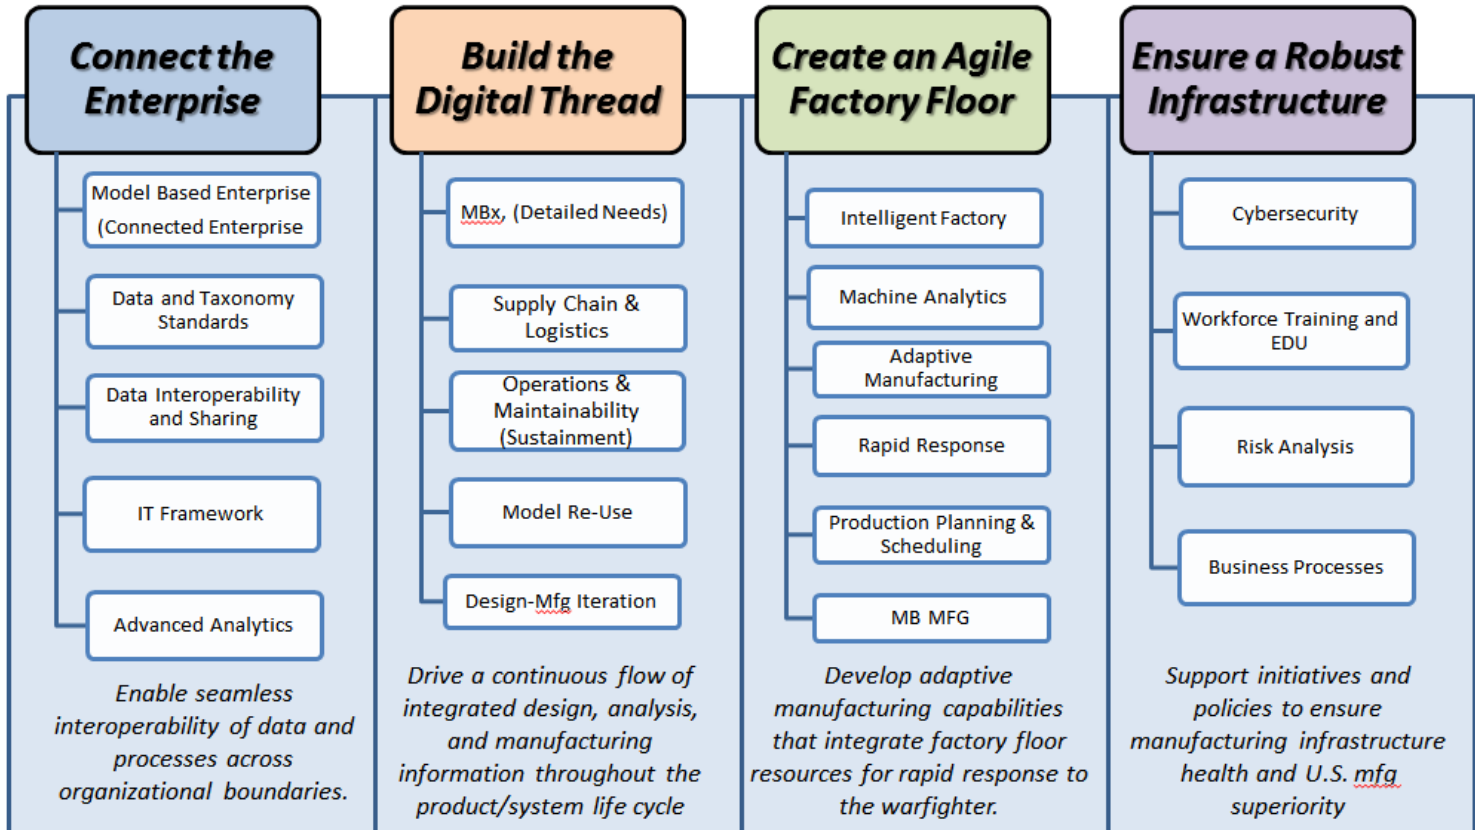 Connect the
Enterprise
Model Based Enterprise
(Connected Enterprise
Data and Taxonomy
Standards
Data Interoperability
and Sharing
IT Framework
Advanced Analytics
Enable seamless
interoperability of data and
processes across
organizational boundaries.
Build the
Digital Thread
MBx, (Detailed Needs)
Supply Chain &
Logistics
Operations &
Maintainability
(Sustainment)
Model Re-Use
Design-Mfg Iteration
Drive a continuous flow of
integrated design, analysis,
and manufacturing
information throughout the
product/system life cycle
Create an Agile
Factory Floor
Intelligent Factory
Machine Analytics
Adaptive
Manufacturing
Rapid Response
Production Planning &
Scheduling
MB MFG
Develop adaptive
manufacturing capabilities
that integrate factory floor
resources for rapid response to
the warfighter.
Ensure a Robust
Infrastructure
Cybersecurity
Workforce Training and
EDU
Risk Analysis
Business Processes
Support initiatives and
policies to ensure
manufacturing infrastructure
health and U.S. mfg
superiority